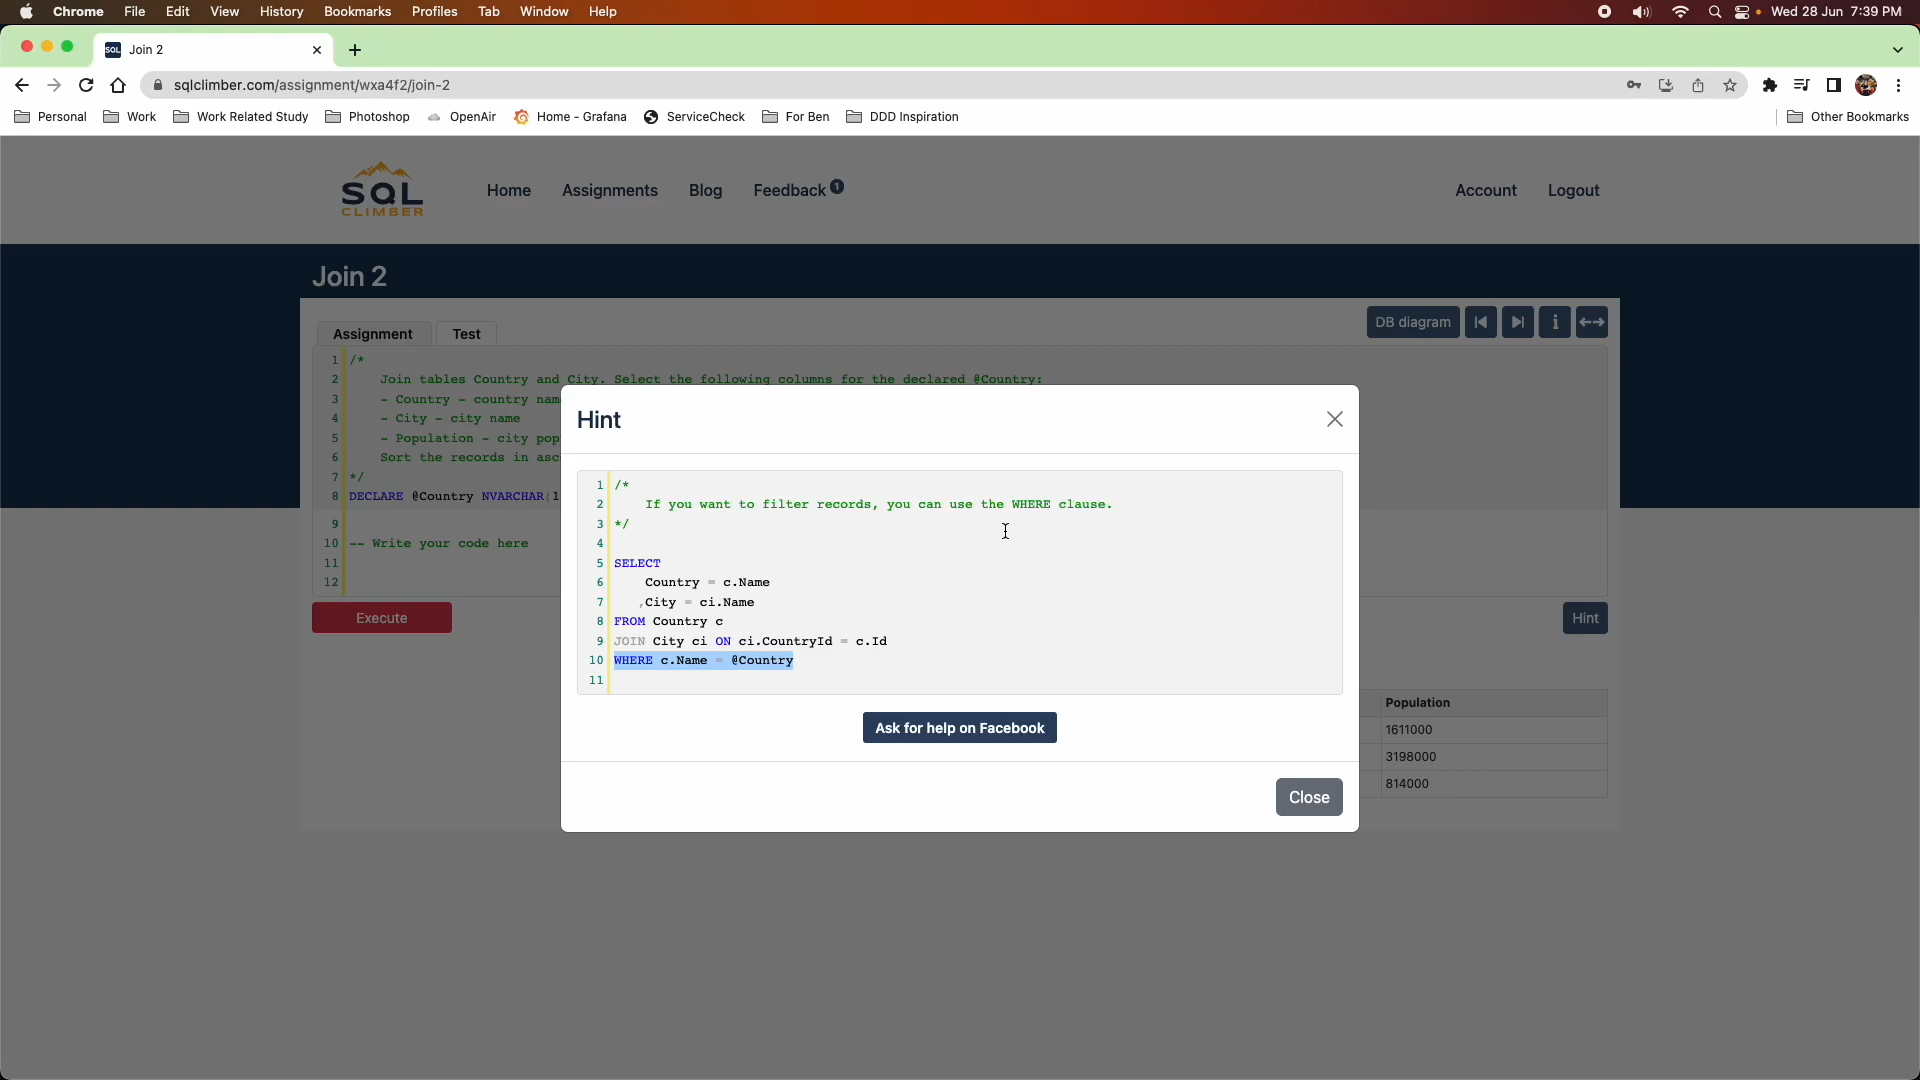 Chrome File Edit View History Bookmarks Profiles Tab Window Help Wed 28 Jun 7:39 PM
SQL Join 2
sqlclimber.com/assignment/wxa4f2/join-2
Personal Work Work Related Study Photoshop OpenAir Home - Grafana ServiceCheck For Ben DDD Inspiration Other Bookmarks
SQL
CLIMBER
Home Assignments Blog Feedback 1 Account Logout
Join 2
Assignment Test DB diagram i
1 /*
2 Join tables Country and City. Select the following columns for the declared @Country:
3 - Country - country nam
4 - City - city name
5 - Population - city pop
6 Sort the records in asc
7 */
8 DECLARE @Country NVARCHAR(1
9
10 -- Write your code here
11
12
Execute Hint
Hint
1 /*
2 If you want to filter records, you can use the WHERE clause.
3 */
4
5 SELECT
6 Country = c.Name
7 ,City = ci.Name
8 FROM Country c
9 JOIN City ci ON ci.CountryId = c.Id
10 WHERE c.Name = @Country
11
Ask for help on Facebook
Close
Population
1611000
3198000
814000